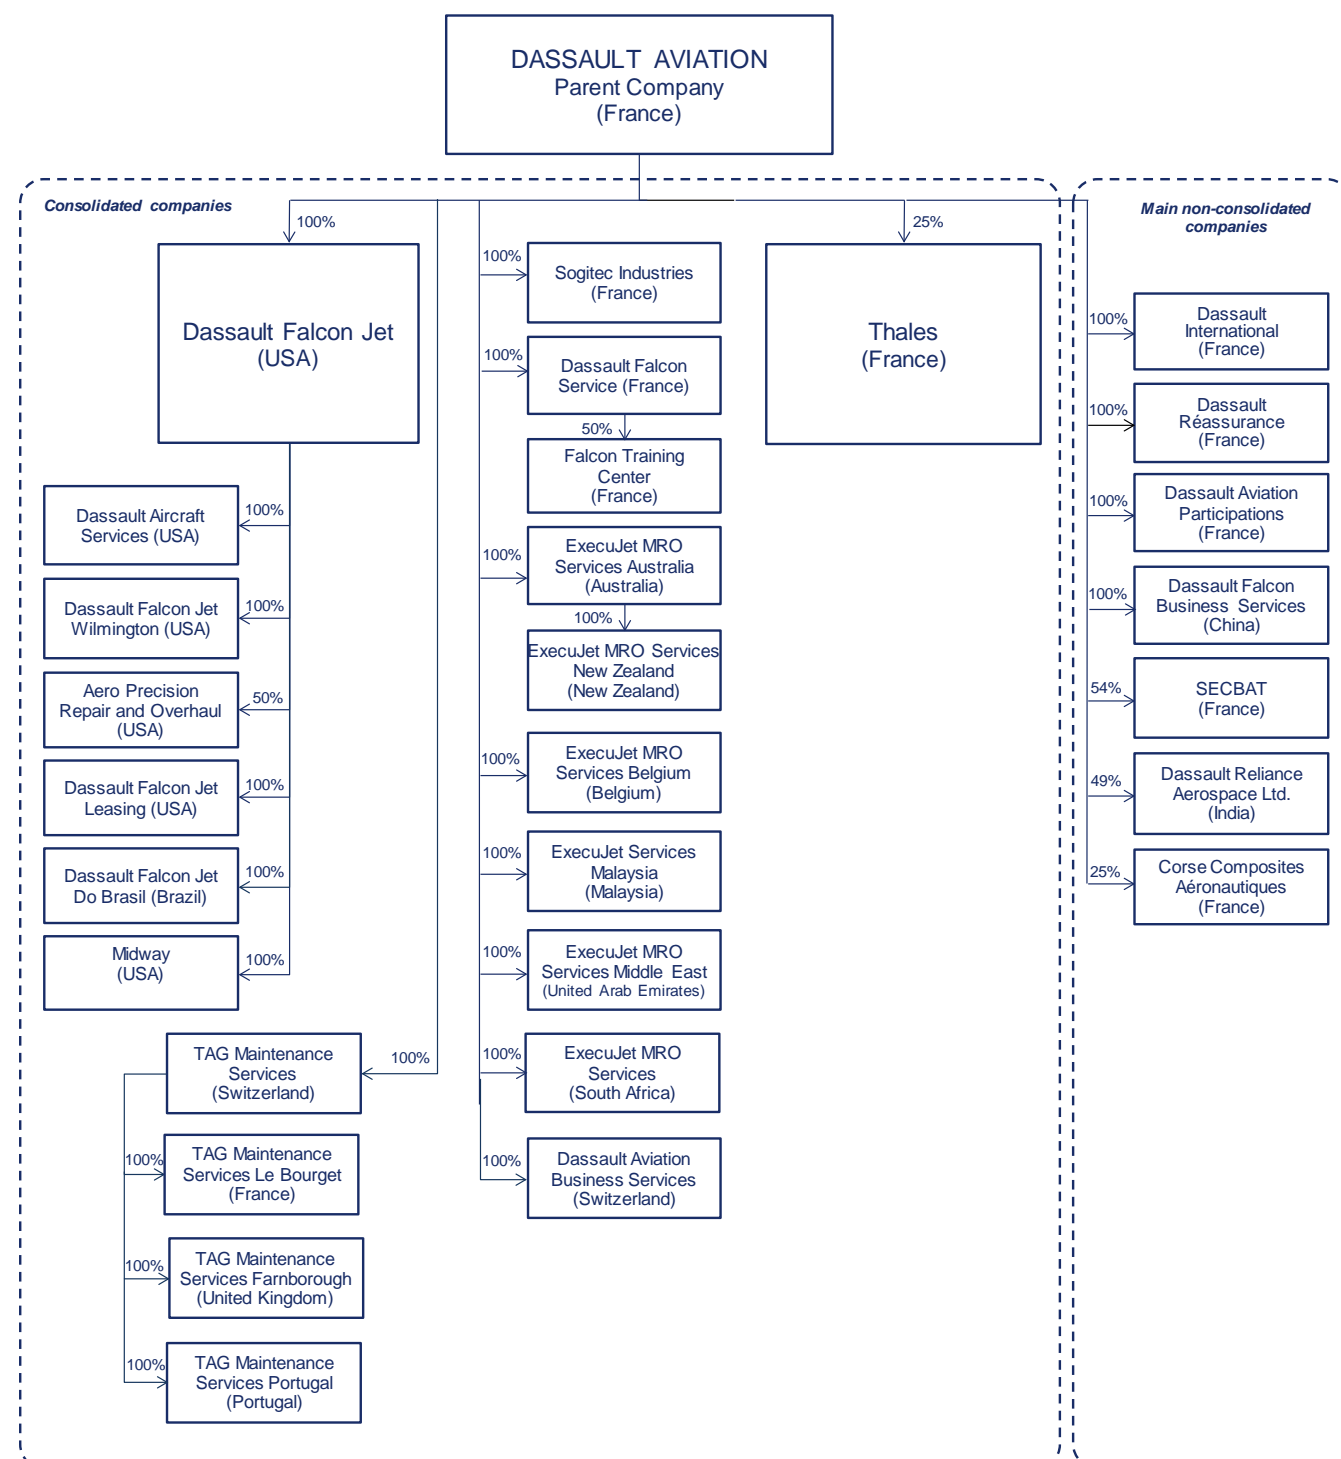 DASSAULT AVIATION
Parent Company
(France)
Consolidated companies
Main non-consolidated
companies
100%
Dassault Falcon Jet
(USA)
100%
Dassault Aircraft
Services (USA)
100%
Dassault Falcon Jet
Wilmington (USA)
50%
Aero Precision
Repair and Overhaul
(USA)
100%
Dassault Falcon Jet
Leasing (USA)
100%
Dassault Falcon Jet
Do Brasil (Brazil)
100%
Midway
(USA)
100%
TAG Maintenance
Services
(Switzerland)
100%
TAG Maintenance
Services Le Bourget
(France)
100%
TAG Maintenance
Services Farnborough
(United Kingdom)
100%
TAG Maintenance
Services Portugal
(Portugal)
100%
Sogitec Industries
(France)
100%
Dassault Falcon
Service (France)
50%
Falcon Training
Center
(France)
100%
ExecuJet MRO
Services Australia
(Australia)
100%
ExecuJet MRO Services
New Zealand
(New Zealand)
100%
ExecuJet MRO
Services Belgium
(Belgium)
100%
ExecuJet Services
Malaysia
(Malaysia)
100%
ExecuJet MRO
Services Middle East
(United Arab Emirates)
100%
ExecuJet MRO
Services
(South Africa)
100%
Dassault Aviation
Business Services
(Switzerland)
25%
Thales
(France)
100%
Dassault
International
(France)
100%
Dassault
Réassurance
(France)
100%
Dassault Aviation
Participations
(France)
100%
Dassault Falcon
Business Services
(China)
54%
SECBAT
(France)
49%
Dassault Reliance
Aerospace Ltd.
(India)
25%
Corse Composites
Aéronautiques
(France)